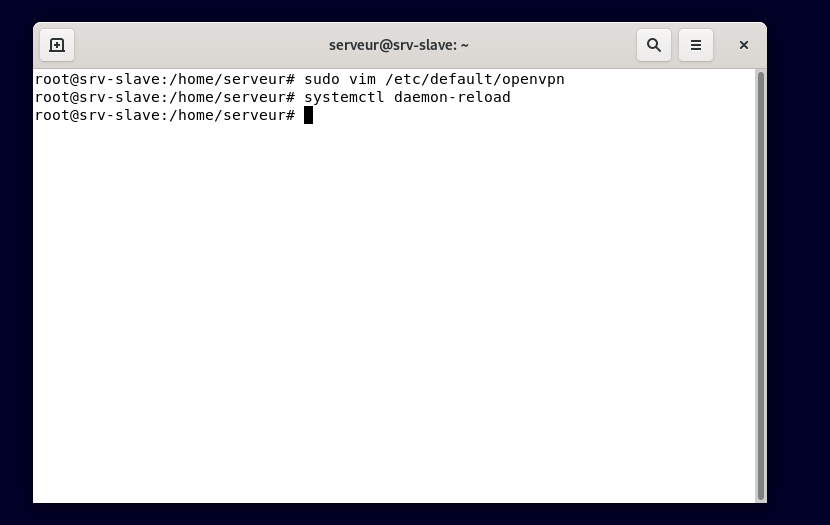 serveur@srv-slave: ~
root@srv-slave:/home/serveur# sudo vim /etc/default/openvpn
root@srv-slave:/home/serveur# systemctl daemon-reload
root@srv-slave:/home/serveur#